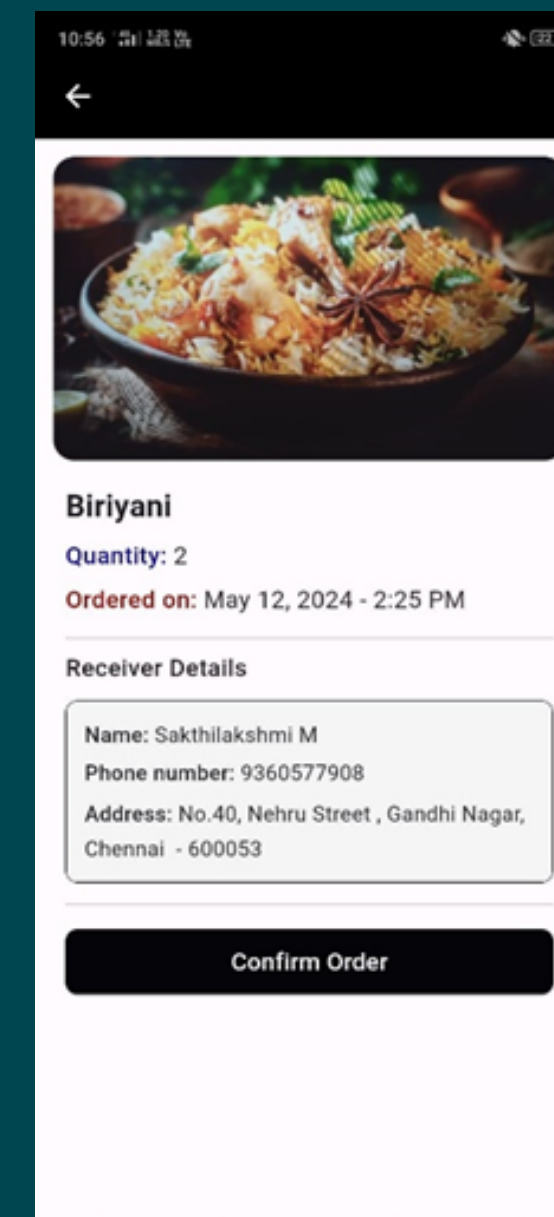 10:56
Biriyani
Quantity: 2
Ordered on: May 12, 2024 - 2:25 PM
Receiver Details
Name: Sakthilakshmi M
Phone number: 9360577908
Address: No.40, Nehru Street , Gandhi Nagar,
Chennai - 600053
Confirm Order